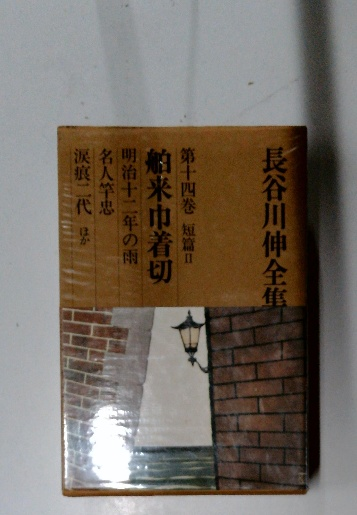 長谷川伸全集
第十四巻 短篇II
舶来巾着切
明治十二年の雨
名人竿忠
涙痕二代 ほか